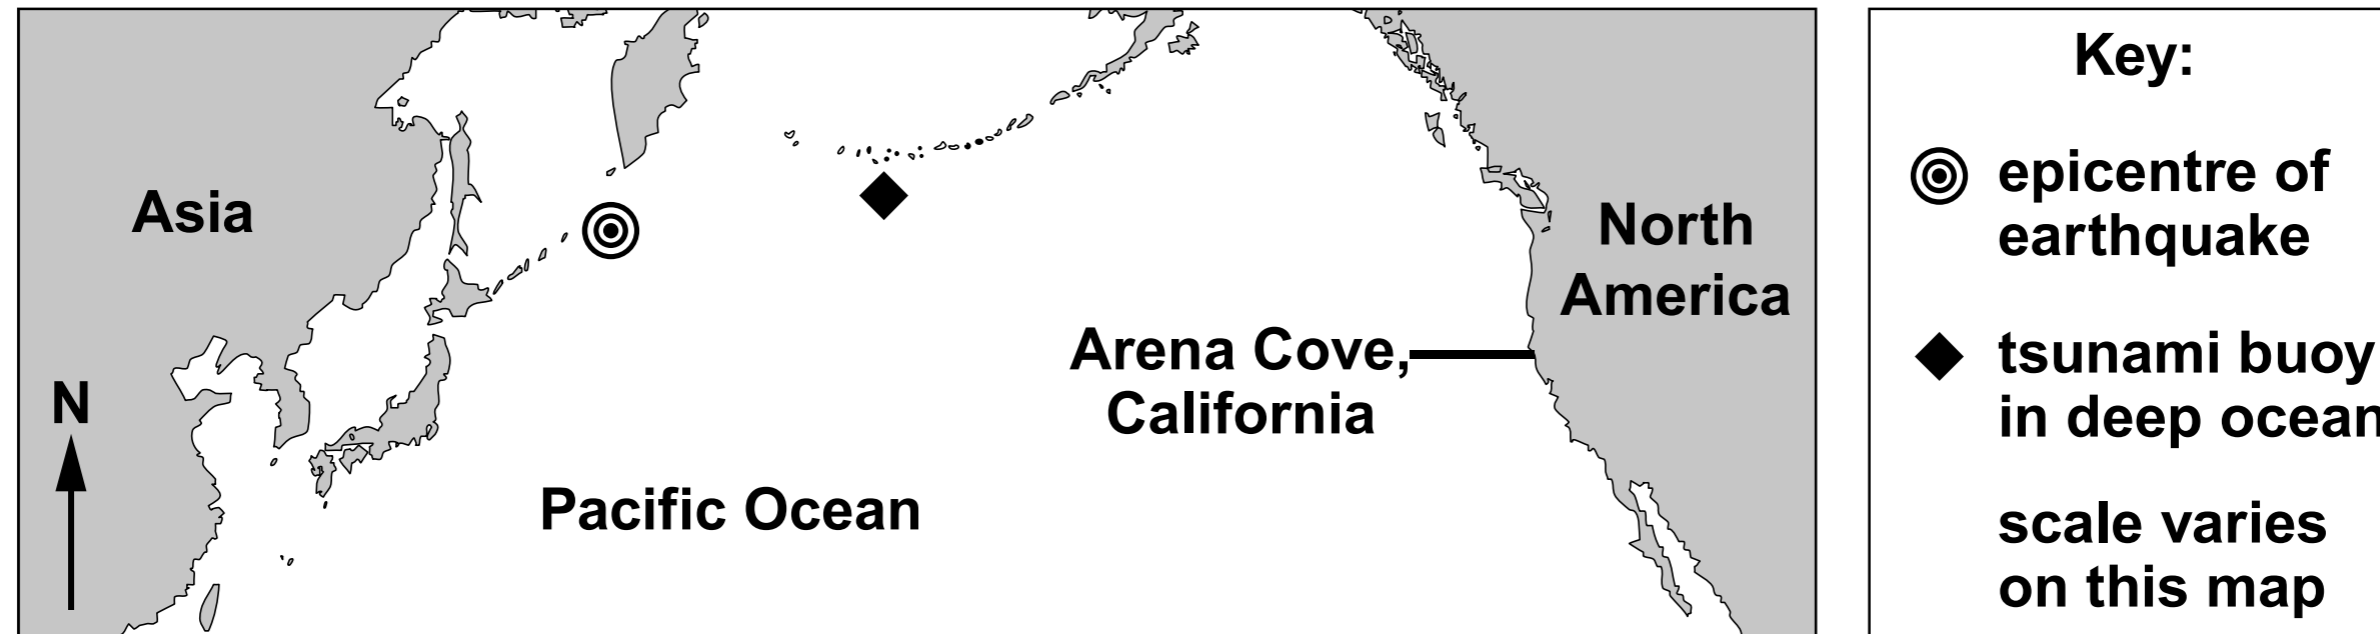 Asia
N
Pacific Ocean
Arena Cove,
California
North
America
Key:
epicentre of
earthquake
tsunami buoy
in deep ocean
scale varies
on this map